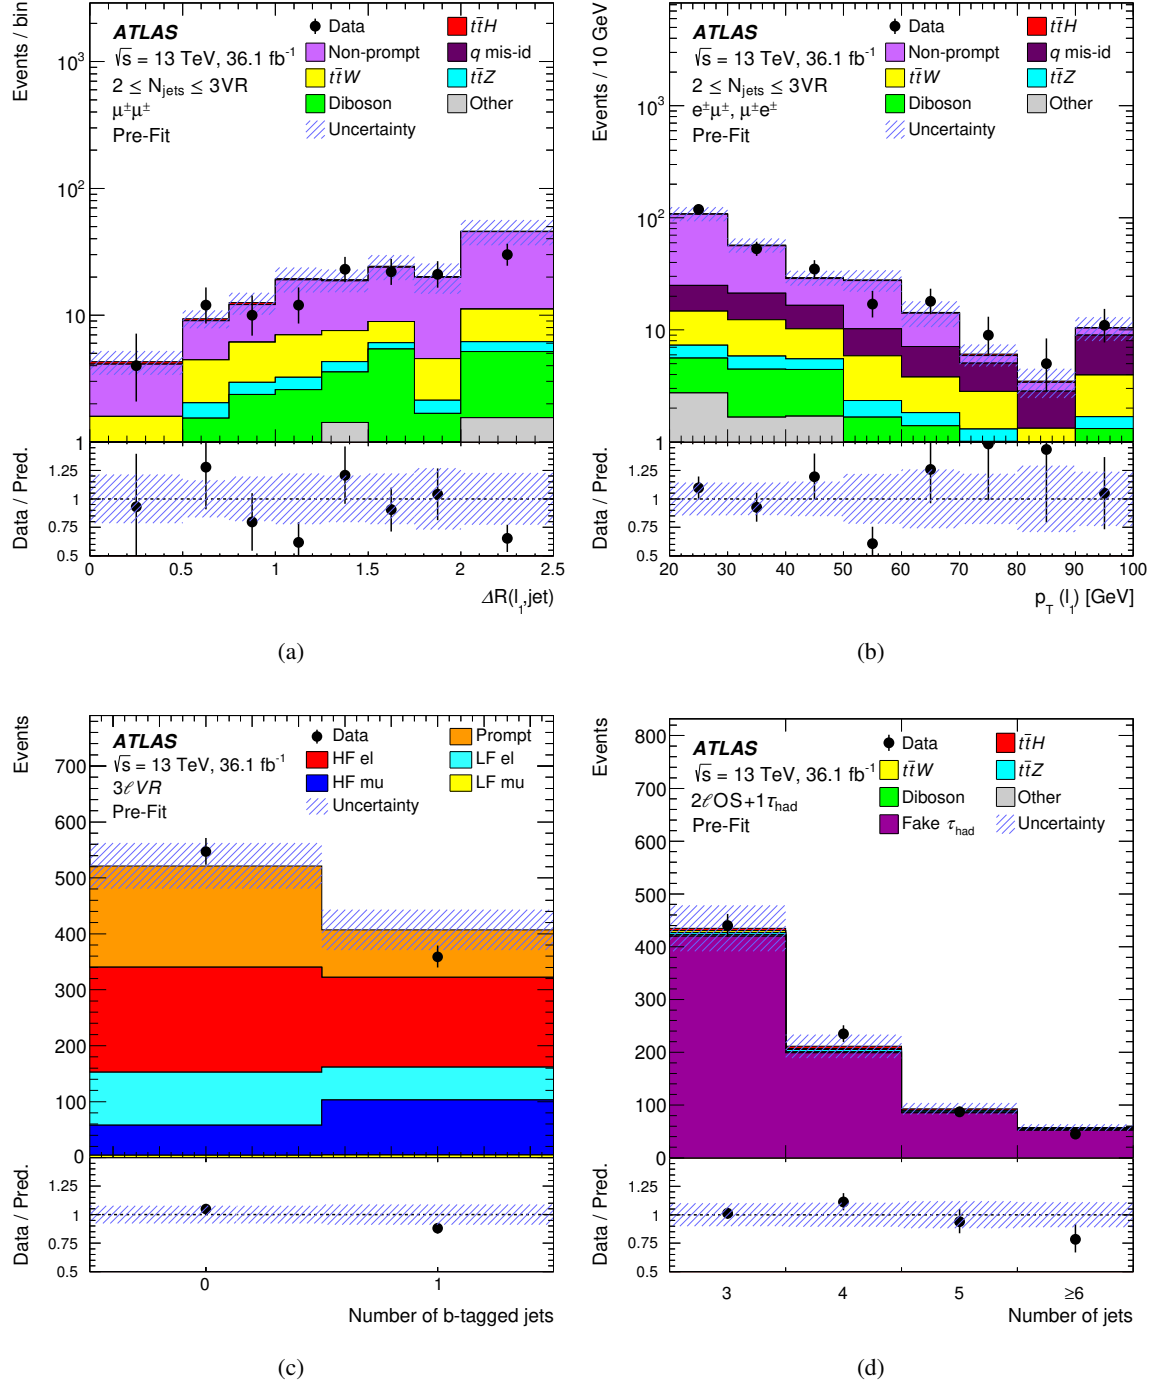 Events / bin
ATLAS
√s = 13 TeV, 36.1 fb⁻¹
2 ≤ N_jets ≤ 3VR
μ±μ±
Pre-Fit
Data
tt̄H
Non-prompt
q mis-id
tt̄W
tt̄Z
Diboson
Other
Uncertainty
10³
10²
10
1
Data / Pred.
1.25
1
0.75
0.5
0 0.5 1 1.5 2 2.5
ΔR(l_1,jet)
(a)
Events / 10 GeV
ATLAS
√s = 13 TeV, 36.1 fb⁻¹
2 ≤ N_jets ≤ 3VR
e±μ±, μ±e±
Pre-Fit
Data
tt̄H
Non-prompt
q mis-id
tt̄W
tt̄Z
Diboson
Other
Uncertainty
10³
10²
10
1
Data / Pred.
1.25
1
0.75
0.5
20 30 40 50 60 70 80 90 100
p_T (l_1) [GeV]
(b)
Events
ATLAS
√s = 13 TeV, 36.1 fb⁻¹
3ℓVR
Pre-Fit
Data
Prompt
HF el
LF el
HF mu
LF mu
Uncertainty
700
600
500
400
300
200
100
0
Data / Pred.
1.25
1
0.75
0.5
0 1
Number of b-tagged jets
(c)
Events
ATLAS
√s = 13 TeV, 36.1 fb⁻¹
2ℓOS+1τ_had
Pre-Fit
Data
tt̄H
tt̄W
tt̄Z
Diboson
Other
Fake τ_had
Uncertainty
800
700
600
500
400
300
200
100
0
Data / Pred.
1.25
1
0.75
0.5
3 4 5 ≥6
Number of jets
(d)